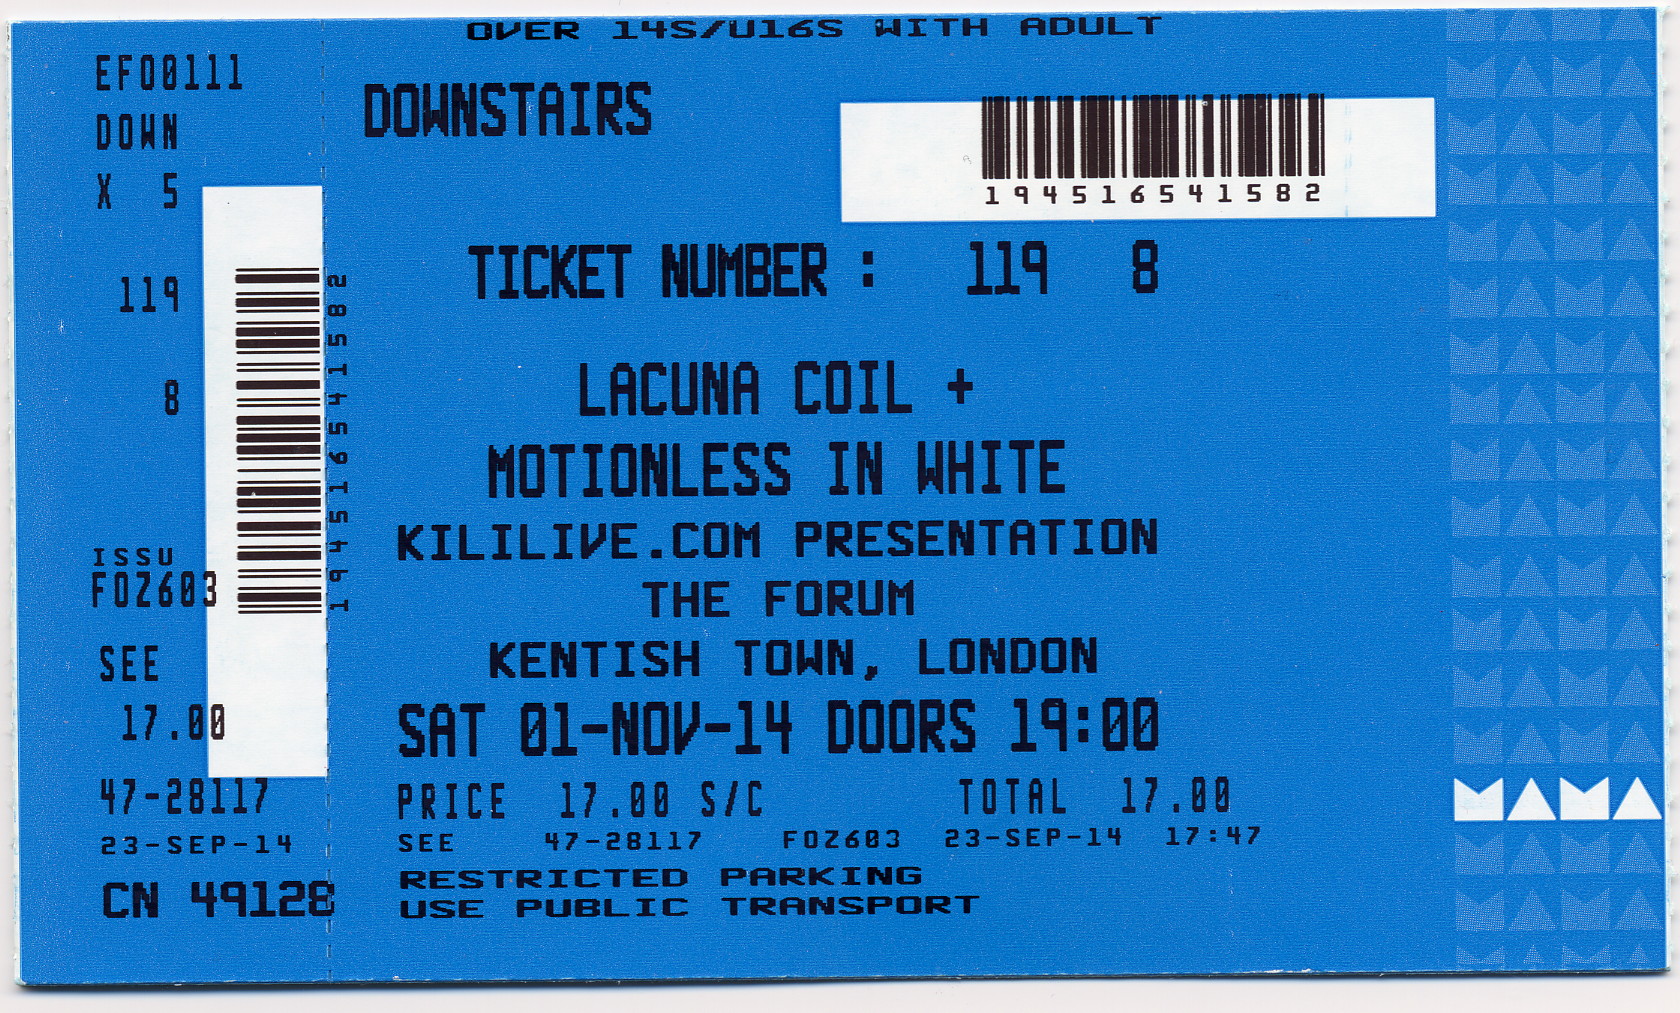 OVER 14S/U16S WITH ADULT
EFO0111
DOWN
X 5
119
8
ISSU
FOZ603
SEE
17.00
47-28117
23-SEP-14
CN 49128
194516541582
DOWNSTAIRS
194516541582
TICKET NUMBER : 119 8
LACUNA COIL +
MOTIONLESS IN WHITE
KILILIVE.COM PRESENTATION
THE FORUM
KENTISH TOWN, LONDON
SAT 01-NOV-14 DOORS 19:00
PRICE 17.00 S/C TOTAL 17.00
SEE 47-28117 FOZ603 23-SEP-14 17:47
RESTRICTED PARKING
USE PUBLIC TRANSPORT
MAMA